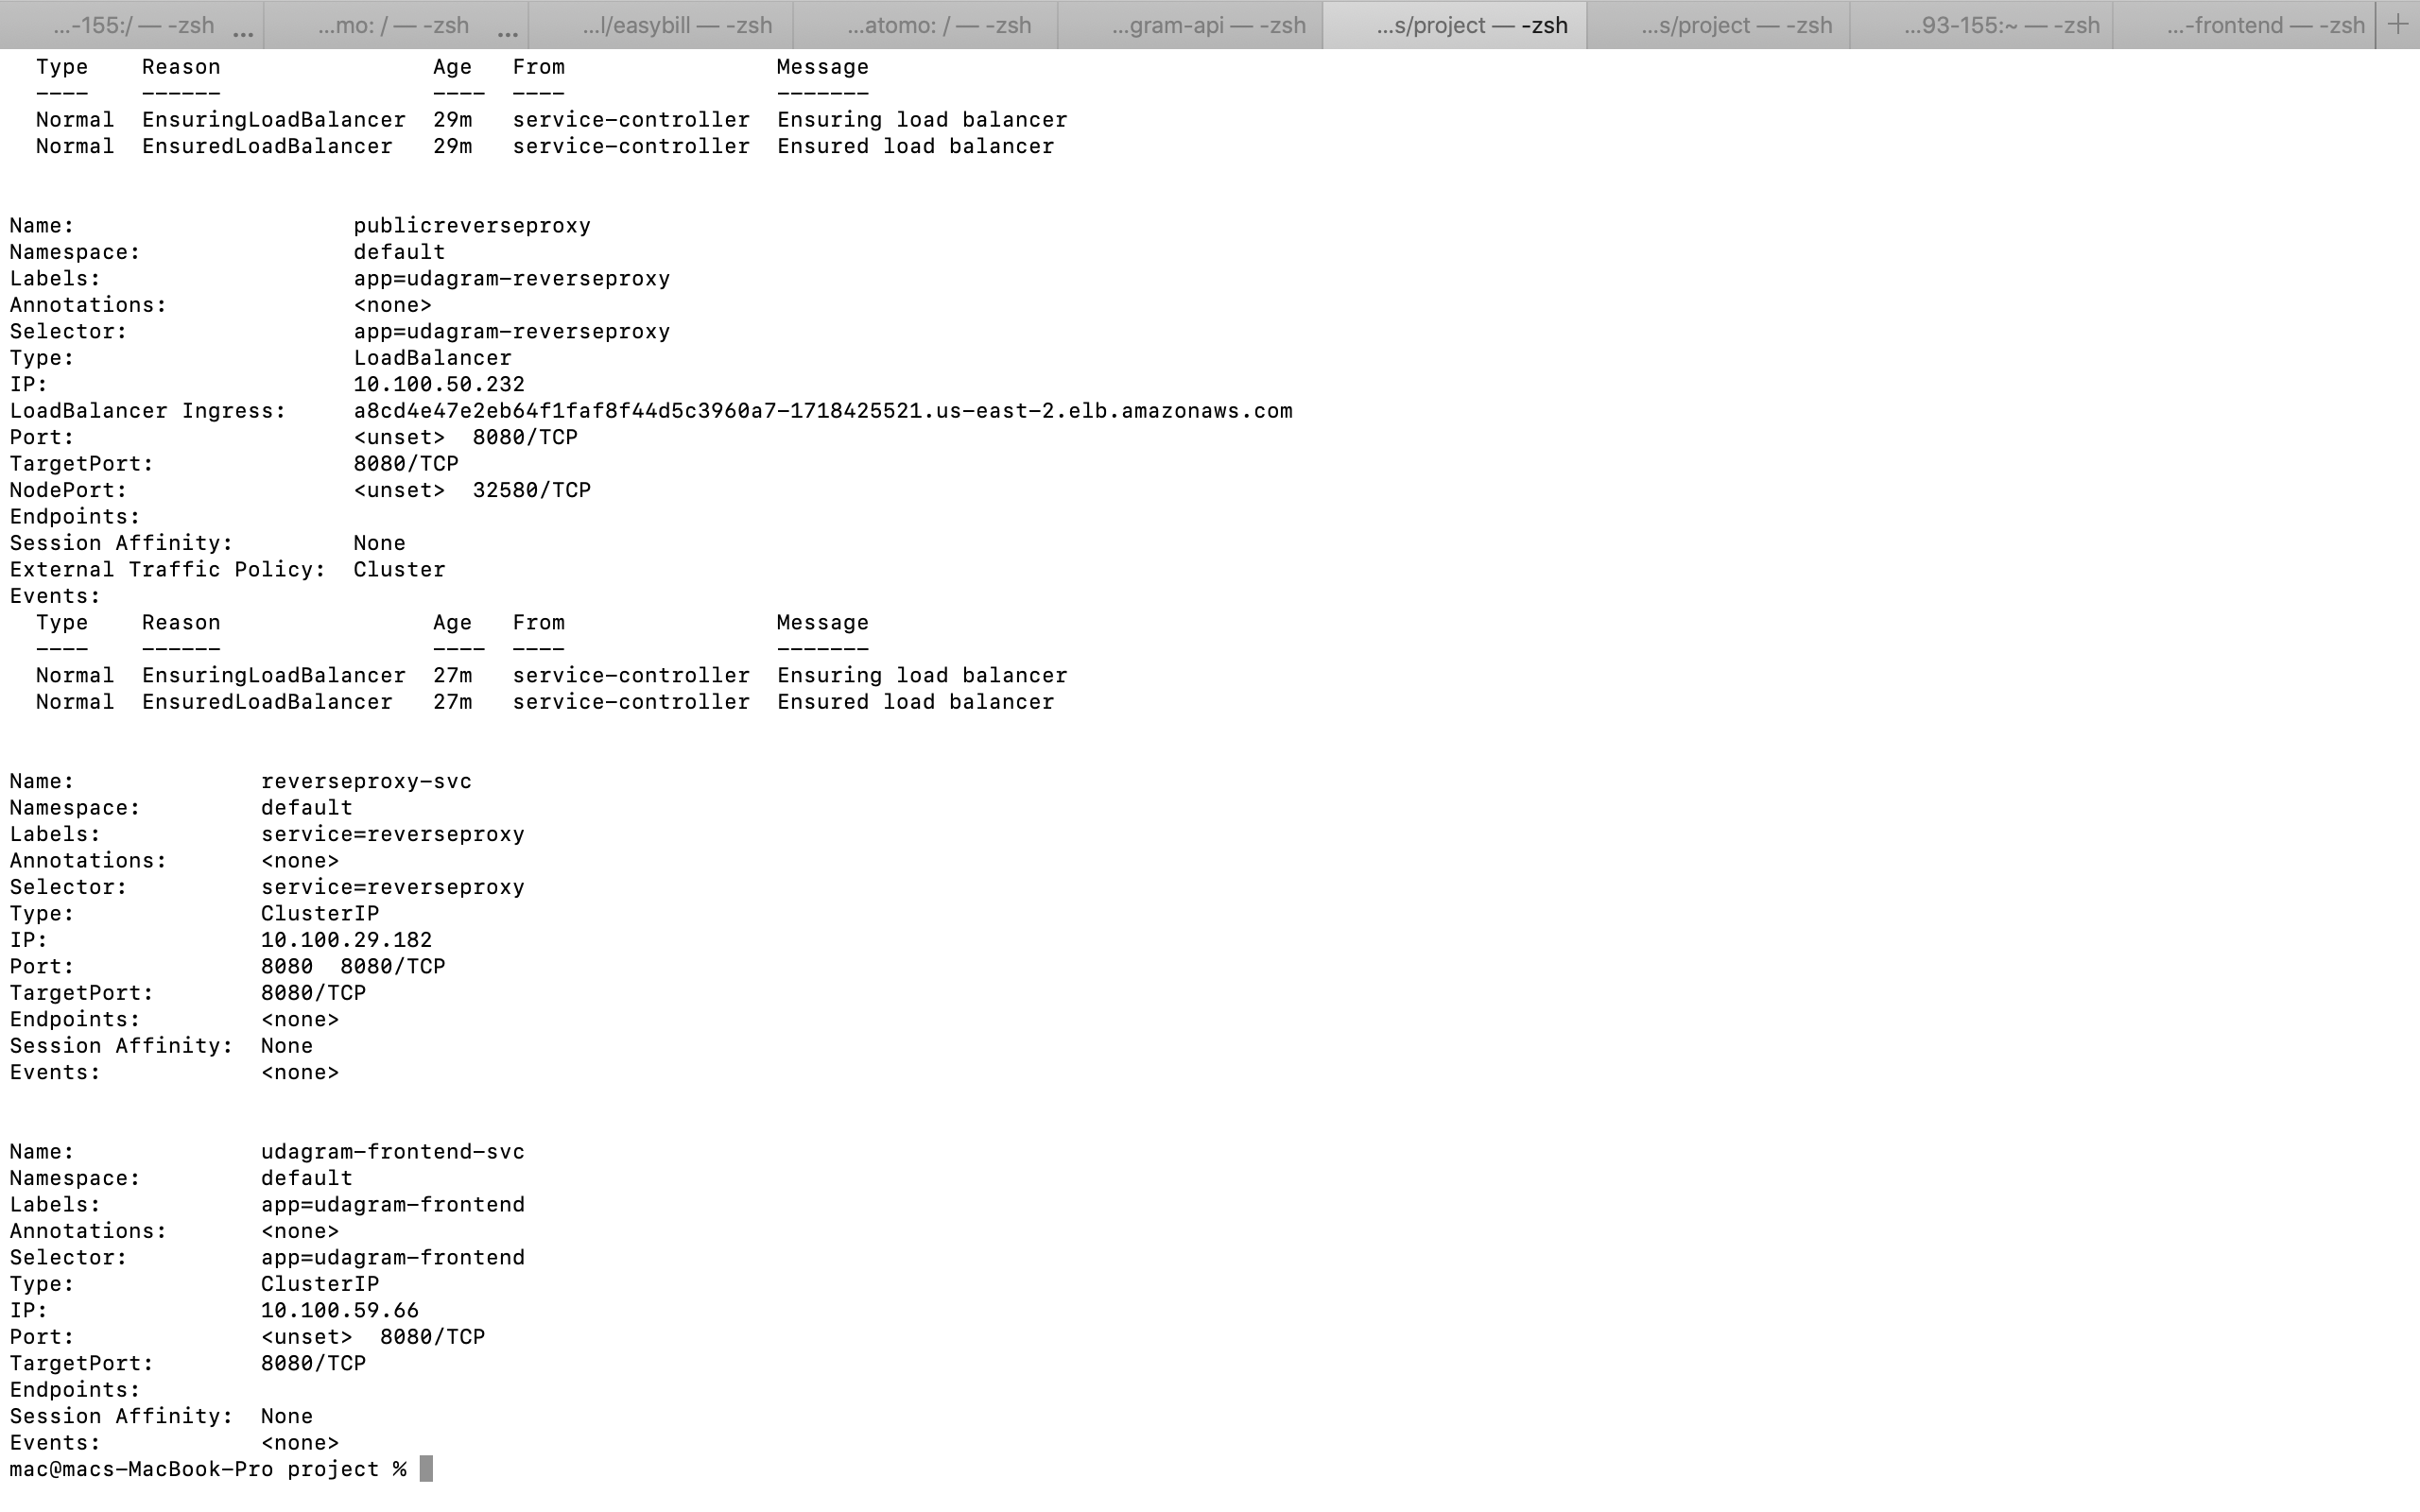 ...-155:/ — -zsh ... ...mo: / — -zsh ... ...l/easybill — -zsh ...atomo: / — -zsh ...gram-api — -zsh ...s/project — -zsh ...s/project — -zsh ...93-155:~ — -zsh ...-frontend — -zsh +
Type Reason Age From Message
---- ------ ---- ---- -------
Normal EnsuringLoadBalancer 29m service-controller Ensuring load balancer
Normal EnsuredLoadBalancer 29m service-controller Ensured load balancer
Name: publicreverseproxy
Namespace: default
Labels: app=udagram-reverseproxy
Annotations: <none>
Selector: app=udagram-reverseproxy
Type: LoadBalancer
IP: 10.100.50.232
LoadBalancer Ingress: a8cd4e47e2eb64f1faf8f44d5c3960a7-1718425521.us-east-2.elb.amazonaws.com
Port: <unset> 8080/TCP
TargetPort: 8080/TCP
NodePort: <unset> 32580/TCP
Endpoints:
Session Affinity: None
External Traffic Policy: Cluster
Events:
Type Reason Age From Message
---- ------ ---- ---- -------
Normal EnsuringLoadBalancer 27m service-controller Ensuring load balancer
Normal EnsuredLoadBalancer 27m service-controller Ensured load balancer
Name: reverseproxy-svc
Namespace: default
Labels: service=reverseproxy
Annotations: <none>
Selector: service=reverseproxy
Type: ClusterIP
IP: 10.100.29.182
Port: 8080 8080/TCP
TargetPort: 8080/TCP
Endpoints: <none>
Session Affinity: None
Events: <none>
Name: udagram-frontend-svc
Namespace: default
Labels: app=udagram-frontend
Annotations: <none>
Selector: app=udagram-frontend
Type: ClusterIP
IP: 10.100.59.66
Port: <unset> 8080/TCP
TargetPort: 8080/TCP
Endpoints:
Session Affinity: None
Events: <none>
mac@macs-MacBook-Pro project %